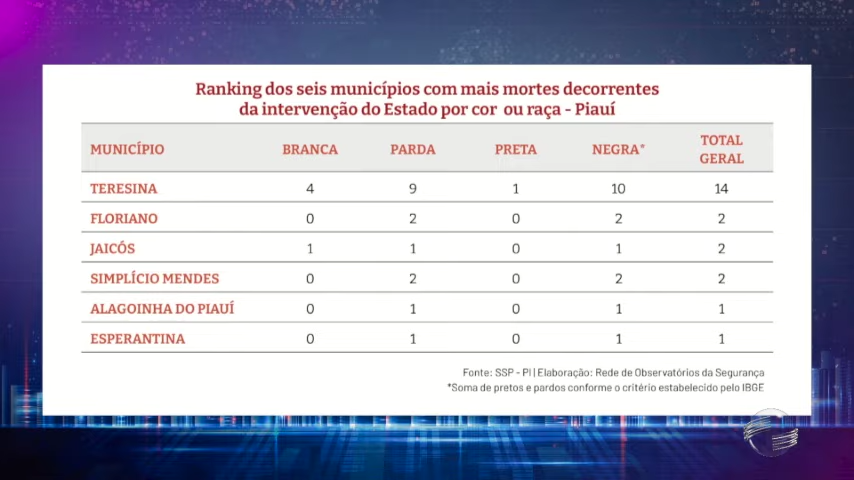 Ranking dos seis municípios com mais mortes decorrentes
da intervenção do Estado por cor ou raça - Piauí
MUNICÍPIO BRANCA PARDA PRETA NEGRA* TOTAL GERAL
TERESINA 4 9 1 10 14
FLORIANO 0 2 0 2 2
JAICÓS 1 1 0 1 2
SIMPLÍCIO MENDES 0 2 0 2 2
ALAGOINHA DO PIAUÍ 0 1 0 1 1
ESPERANTINA 0 1 0 1 1
Fonte: SSP - PI | Elaboração: Rede de Observatórios da Segurança
*Soma de pretos e pardos conforme o critério estabelecido pelo IBGE